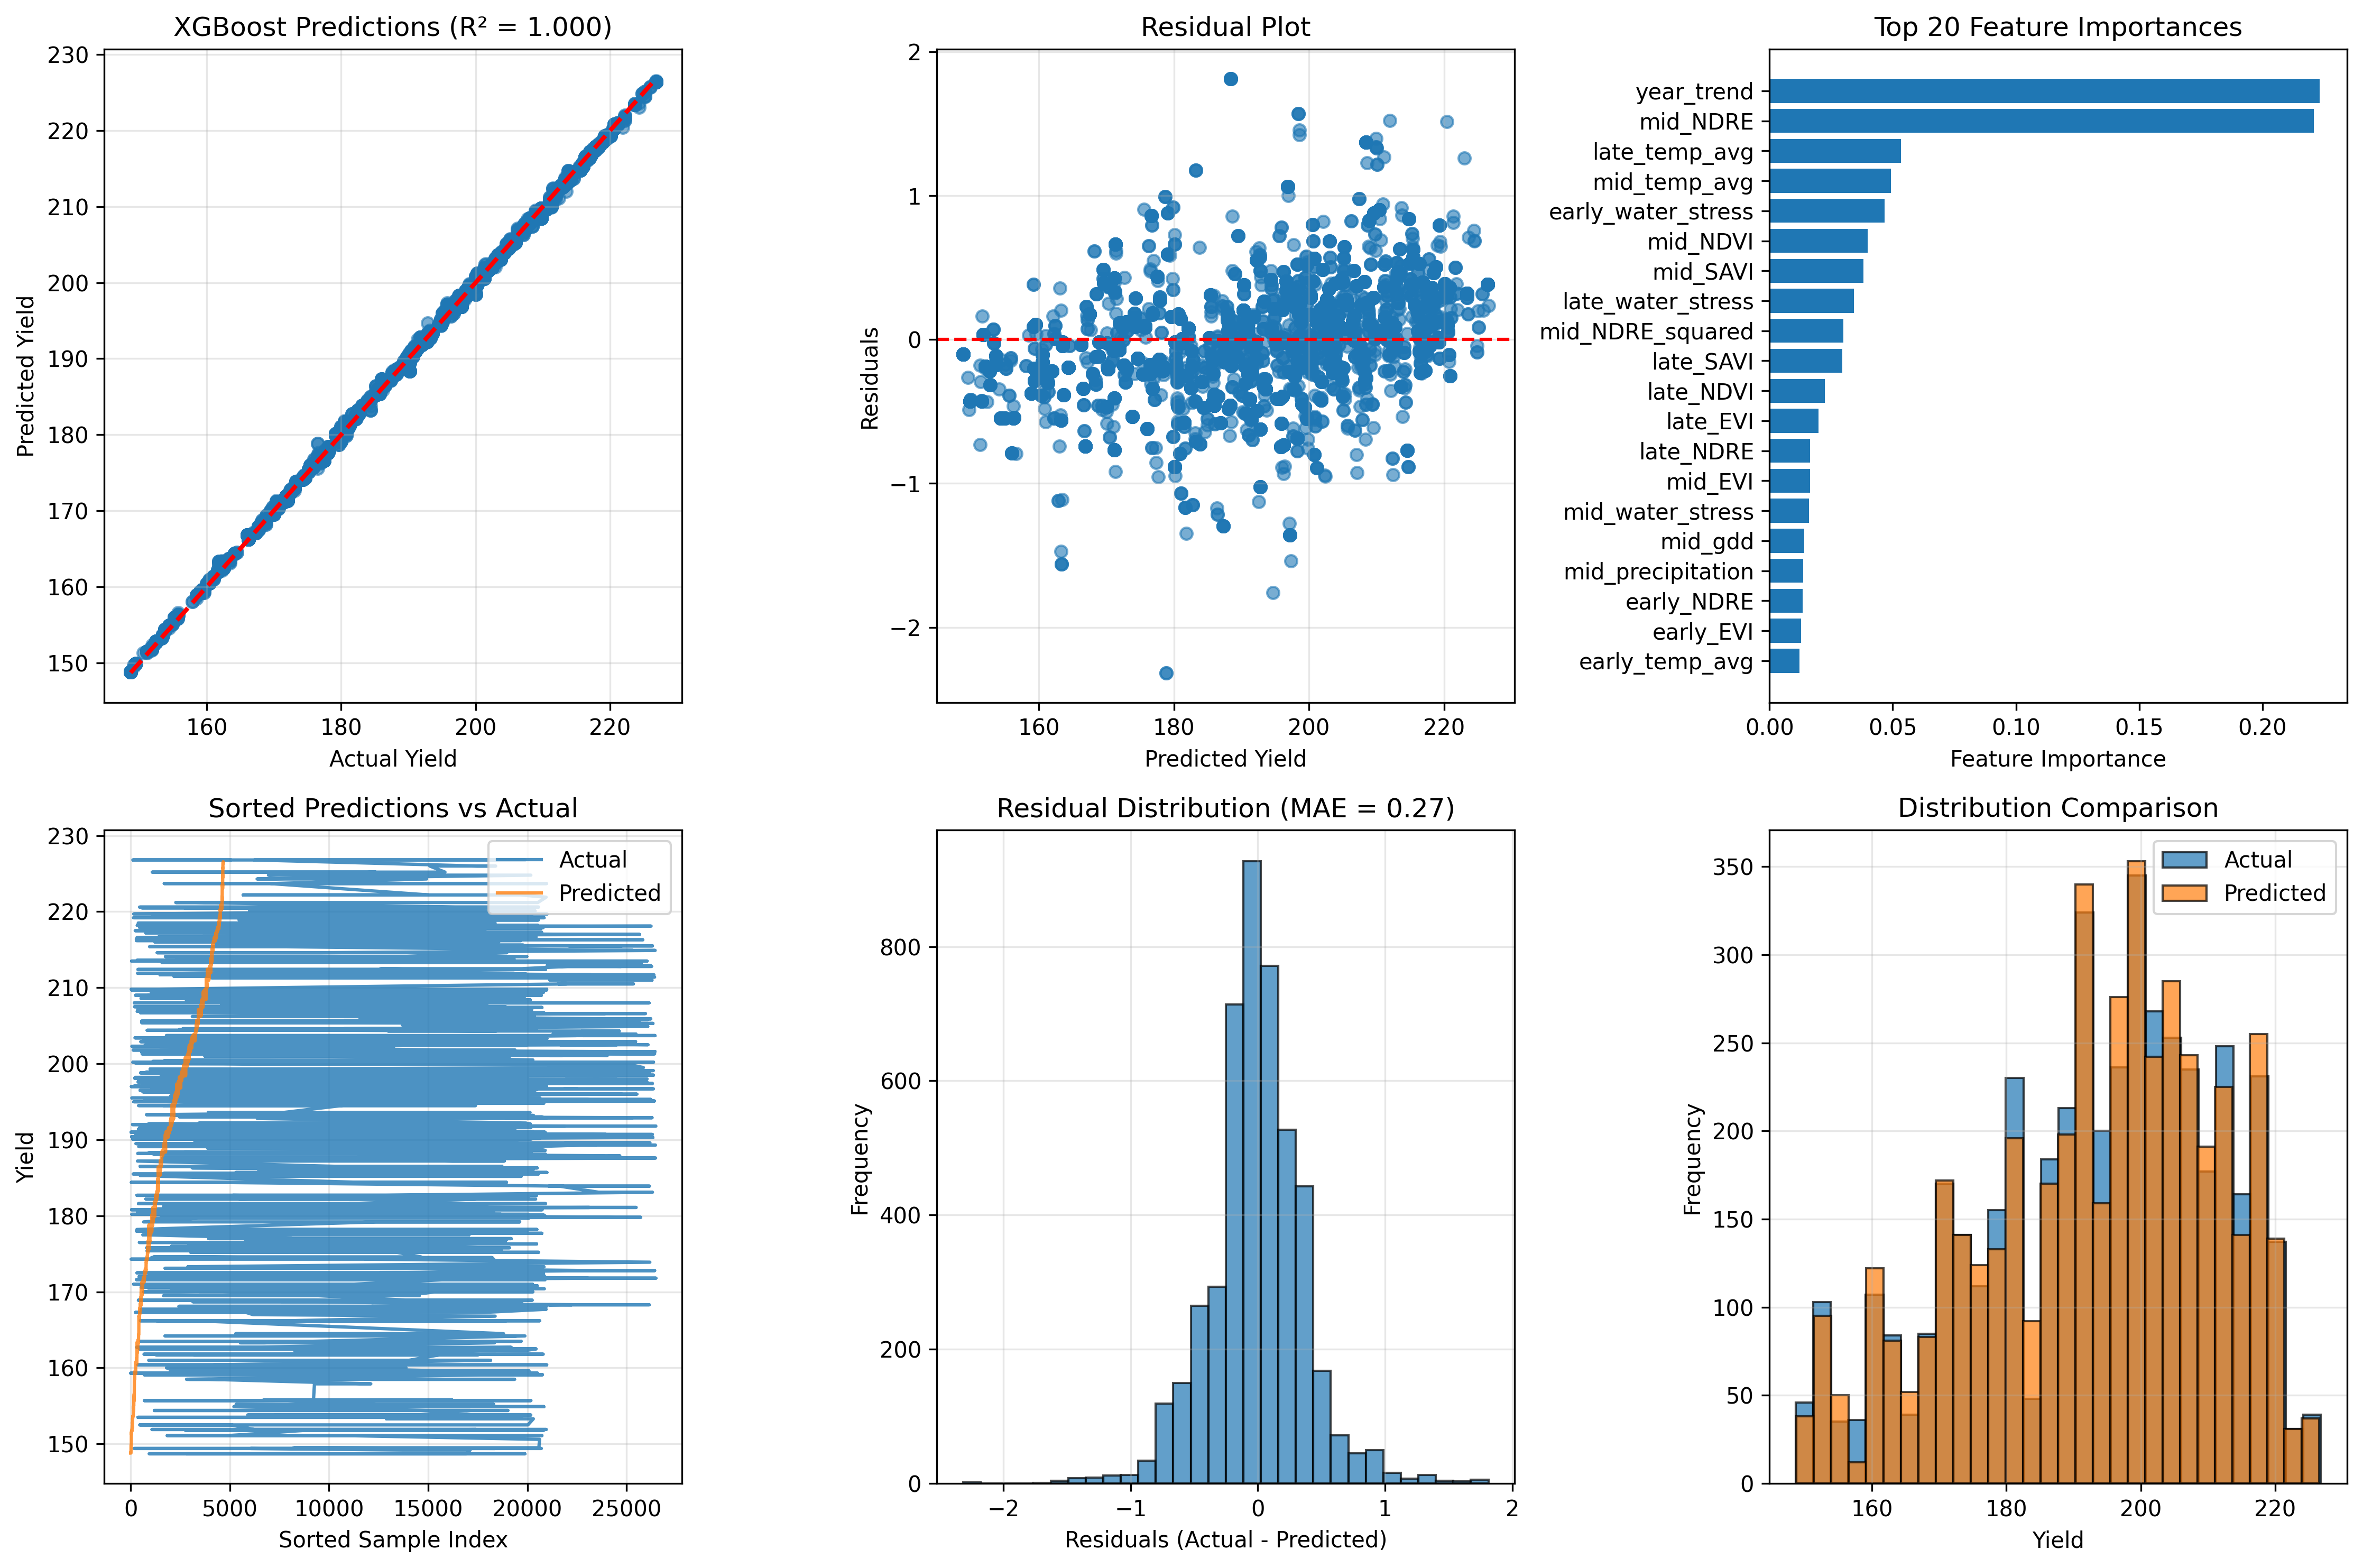 XGBoost Predictions (R² = 1.000)
230
220
210
200
190
180
170
160
150
160
180
200
220
Predicted Yield
Actual Yield
Residual Plot
2
1
0
−1
−2
160
180
200
220
Residuals
Predicted Yield
Top 20 Feature Importances
year_trend
mid_NDRE
late_temp_avg
mid_temp_avg
early_water_stress
mid_NDVI
mid_SAVI
late_water_stress
mid_NDRE_squared
late_SAVI
late_NDVI
late_EVI
late_NDRE
mid_EVI
mid_water_stress
mid_gdd
mid_precipitation
early_NDRE
early_EVI
early_temp_avg
0.00
0.05
0.10
0.15
0.20
Feature Importance
Sorted Predictions vs Actual
Actual
Predicted
230
220
210
200
190
180
170
160
150
0
5000
10000
15000
20000
25000
Yield
Sorted Sample Index
Residual Distribution (MAE = 0.27)
800
600
400
200
0
−2
−1
0
1
2
Frequency
Residuals (Actual - Predicted)
Distribution Comparison
Actual
Predicted
350
300
250
200
150
100
50
0
160
180
200
220
Frequency
Yield